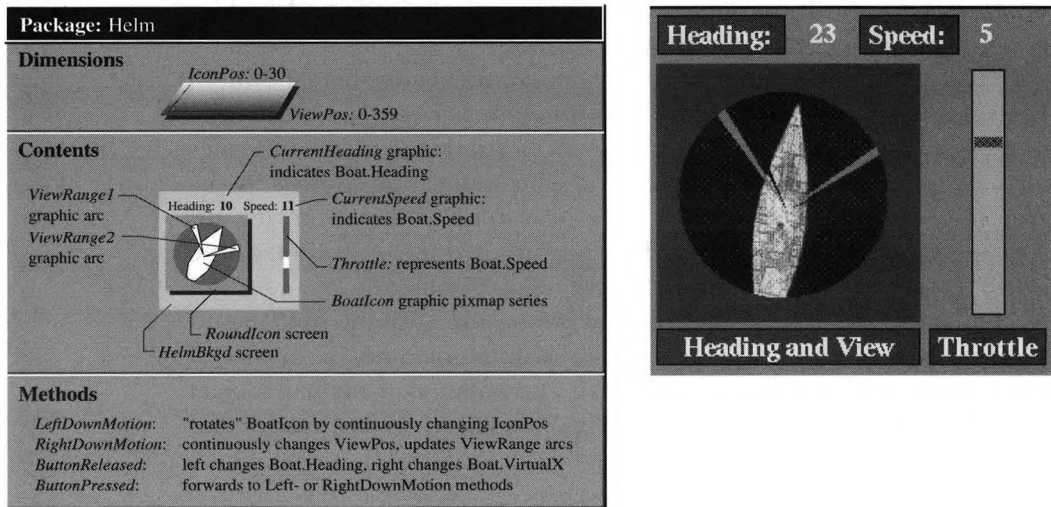 Package: Helm
Dimensions
IconPos: 0-30
ViewPos: 0-359
Contents
CurrentHeading graphic:
indicates Boat.Heading
ViewRange1
graphic arc
ViewRange2
graphic arc
Heading: 10 Speed: 11
CurrentSpeed graphic:
indicates Boat.Speed
Throttle: represents Boat.Speed
BoatIcon graphic pixmap series
RoundIcon screen
HelmBkgd screen
Methods
LeftDownMotion: "rotates" BoatIcon by continuously changing IconPos
RightDownMotion: continuously changes ViewPos, updates ViewRange arcs
ButtonReleased: left changes Boat.Heading, right changes Boat.VirtualX
ButtonPressed: forwards to Left- or RightDownMotion methods
Heading: 23 Speed: 5
Heading and View
Throttle